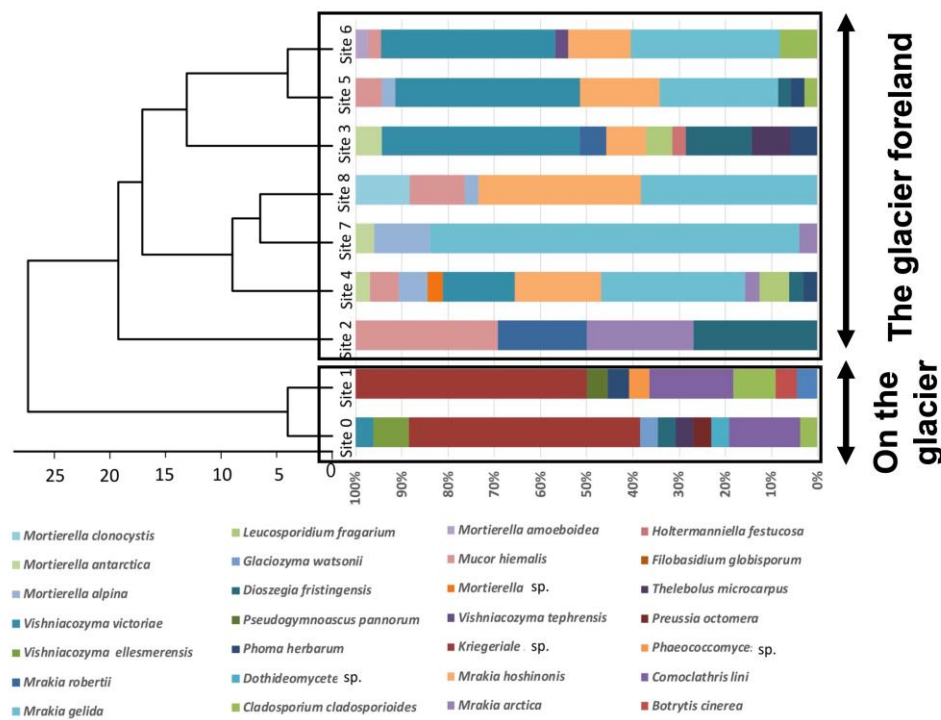 Site 6
Site 5
Site 3
Site 8
Site 7
Site 4
Site 2
Site 1
Site 0
The glacier foreland
On the
glacier
25 20 15 10 5 0
100% 90% 80% 70% 60% 50% 40% 30% 20% 10% 0%
Mortierella clonocystis
Mortierella antarctica
Mortierella alpina
Vishniacozyma victoriae
Vishniacozyma ellesmerensis
Mrakia robertii
Mrakia gelida
Leucosporidium fragarium
Glaciozyma watsonii
Dioszegia fristingensis
Pseudogymnoascus pannorum
Phoma herbarum
Dothideomycete sp.
Cladosporium cladosporioides
Mortierella amoeboidea
Mucor hiemalis
Mortierella sp.
Vishniacozyma tephrensis
Kriegeriale sp.
Mrakia hoshinonis
Mrakia arctica
Holtermanniella festucosa
Filobasidium globisporum
Thelebolus microcarpus
Preussia octomera
Phaeococcomyce: sp.
Comoclathris lini
Botrytis cinerea